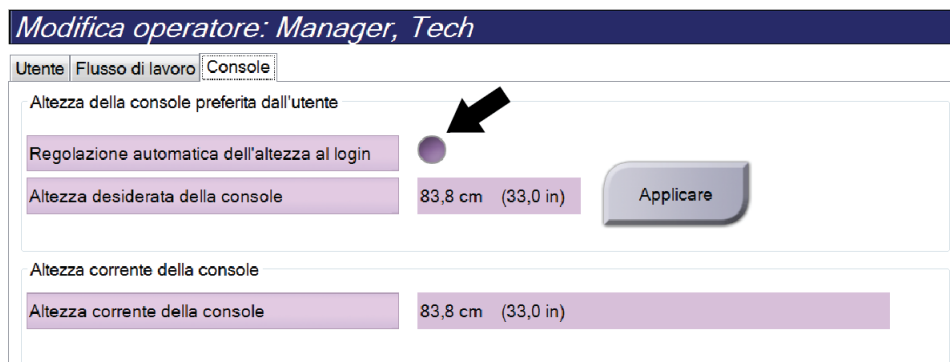 Modifica operatore: Manager, Tech
Utente Flusso di lavoro Console
Altezza della console preferita dall'utente
Regolazione automatica dell'altezza al login
Altezza desiderata della console 83,8 cm (33,0 in) Applicare
Altezza corrente della console
Altezza corrente della console 83,8 cm (33,0 in)